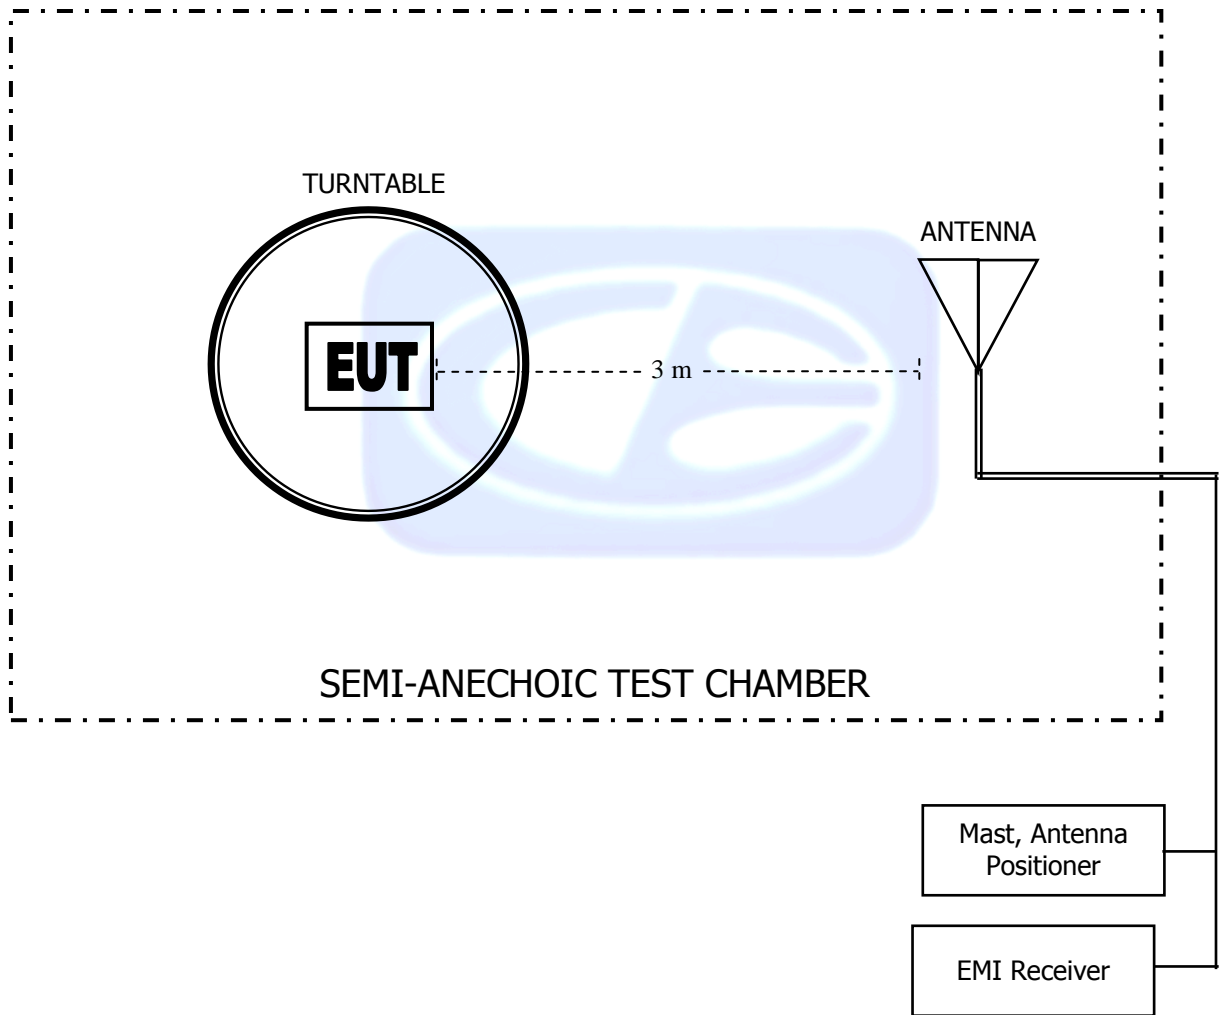 TURNTABLE
ANTENNA
EUT
3 m
SEMI-ANECHOIC TEST CHAMBER
Mast, Antenna
Positioner
EMI Receiver